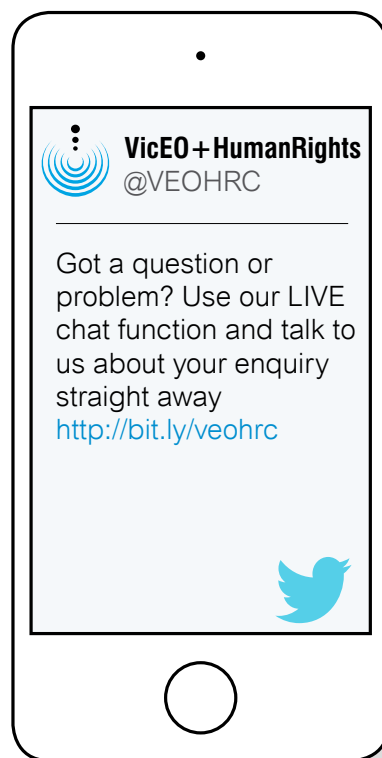 VicEO+HumanRights
@VEOHRC
Got a question or
problem? Use our LIVE
chat function and talk to
us about your enquiry
straight away
http://bit.ly/veohrc